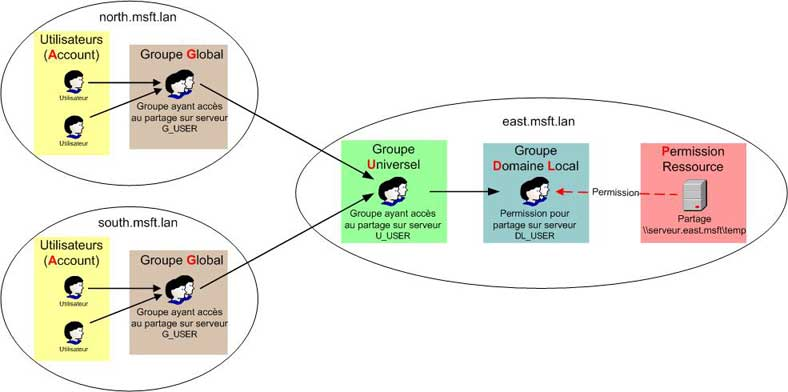 north.msft.lan
Utilisateurs
(Account)
Utilisateur
Utilisateur
Groupe Global
Groupe ayant accès
au partage sur serveur
G_USER
south.msft.lan
Utilisateurs
(Account)
Utilisateur
Utilisateur
Groupe Global
Groupe ayant accès
au partage sur serveur
G_USER
east.msft.lan
Groupe
Universel
Groupe ayant accès
au partage sur serveur
U_USER
Groupe
Domaine Local
Permission pour
partage sur serveur
DL_USER
Permission
Permission
Ressource
Partage
\\serveur.east.msft\temp